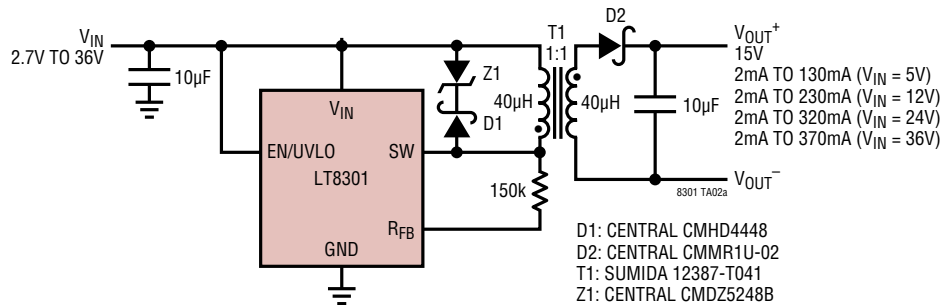 D2
VIN
2.7V TO 36V
10µF
Z1
D1
T1
1:1
40µH
40µH
10µF
VOUT+
15V
2mA TO 130mA (VIN = 5V)
2mA TO 230mA (VIN = 12V)
2mA TO 320mA (VIN = 24V)
2mA TO 370mA (VIN = 36V)
VIN
EN/UVLO
SW
LT8301
150k
RFB
GND
VOUT−
8301 TA02a
D1: CENTRAL CMHD4448
D2: CENTRAL CMMR1U-02
T1: SUMIDA 12387-T041
Z1: CENTRAL CMDZ5248B